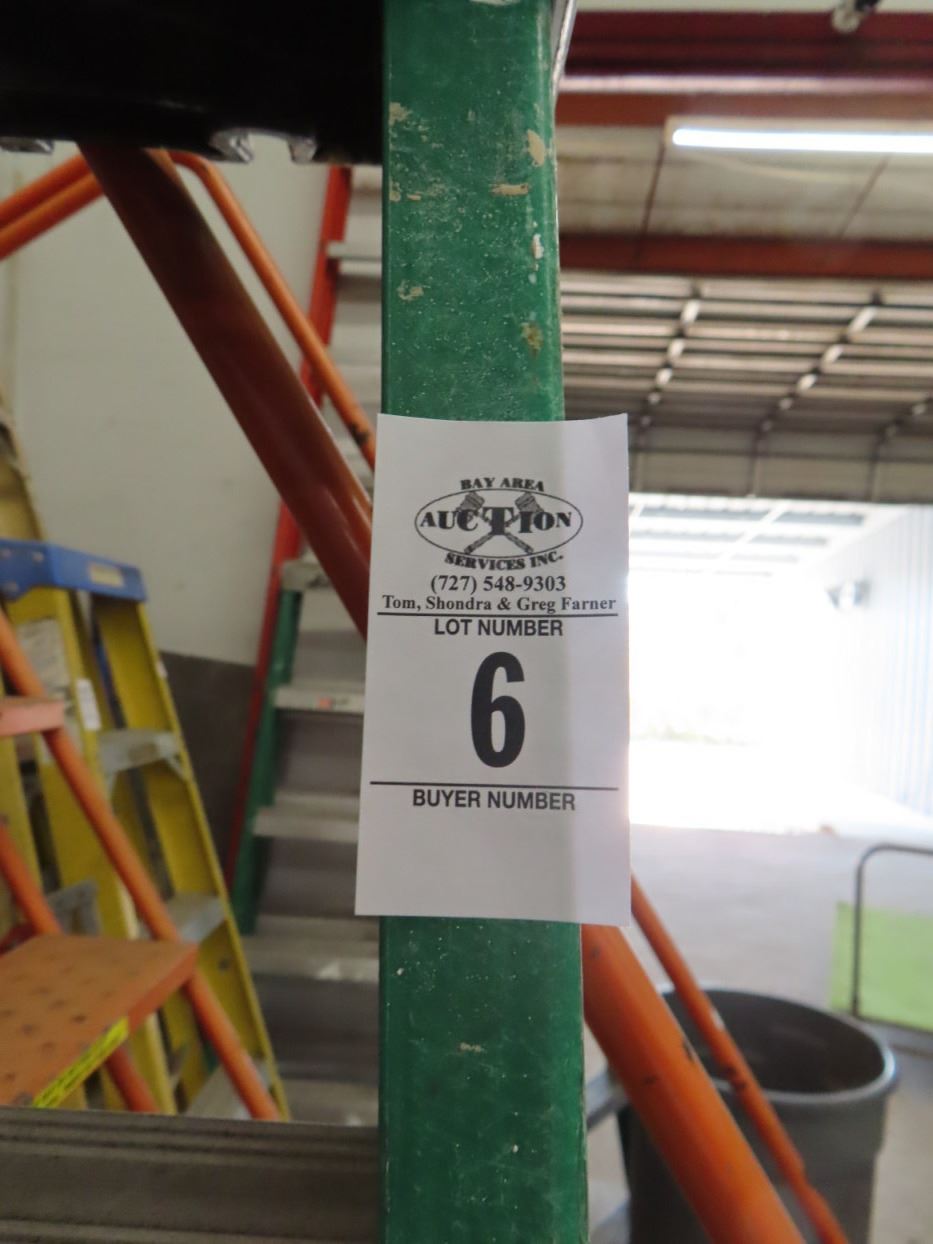 BAY AREA
AUCTION
SERVICES INC.
(727) 548-9303
Tom, Shondra & Greg Farner
LOT NUMBER
6
BUYER NUMBER